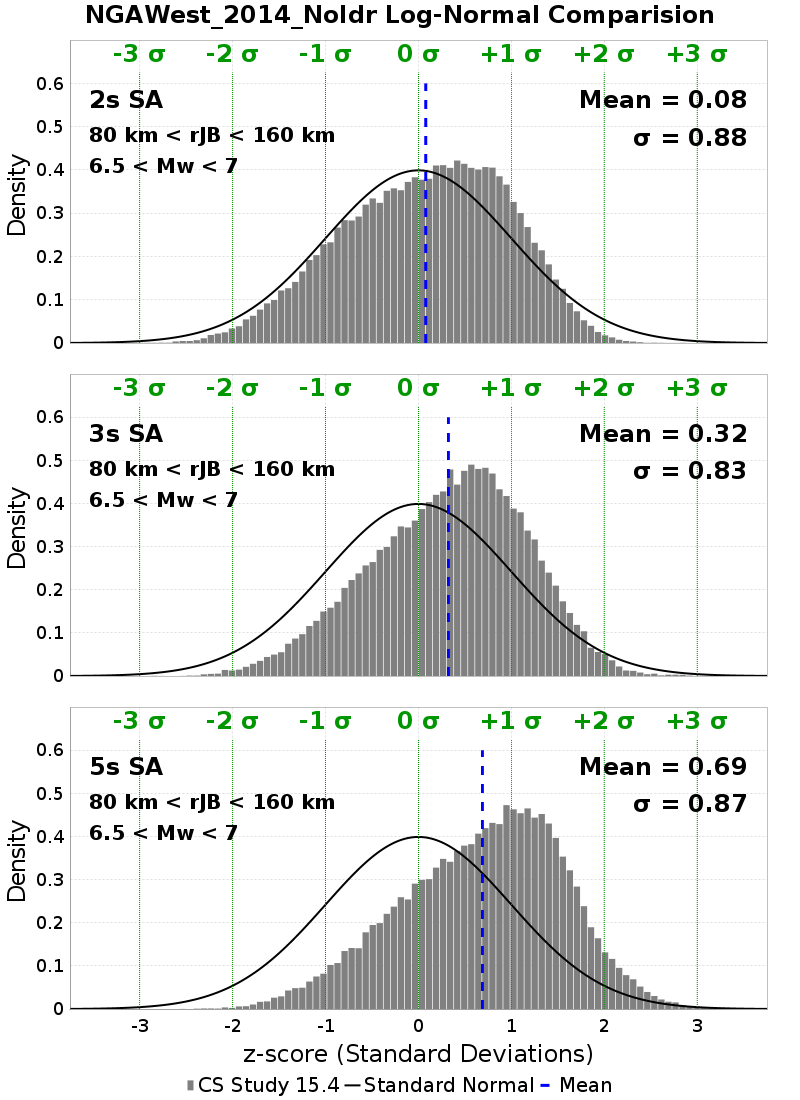 NGAWest_2014_NoIdr Log-Normal Comparision
-3 σ -2 σ -1 σ 0 σ +1 σ +2 σ +3 σ
0.6
2s SA Mean = 0.08
0.5
80 km < rJB < 160 km σ = 0.88
6.5 < Mw < 7
0.4
0.3
0.2
0.1
0
Density
-3 σ -2 σ -1 σ 0 σ +1 σ +2 σ +3 σ
0.6
3s SA Mean = 0.32
0.5
80 km < rJB < 160 km σ = 0.83
6.5 < Mw < 7
0.4
0.3
0.2
0.1
0
Density
-3 σ -2 σ -1 σ 0 σ +1 σ +2 σ +3 σ
0.6
5s SA Mean = 0.69
0.5
80 km < rJB < 160 km σ = 0.87
6.5 < Mw < 7
0.4
0.3
0.2
0.1
0
Density
-3 -2 -1 0 1 2 3
z-score (Standard Deviations)
CS Study 15.4 Standard Normal Mean